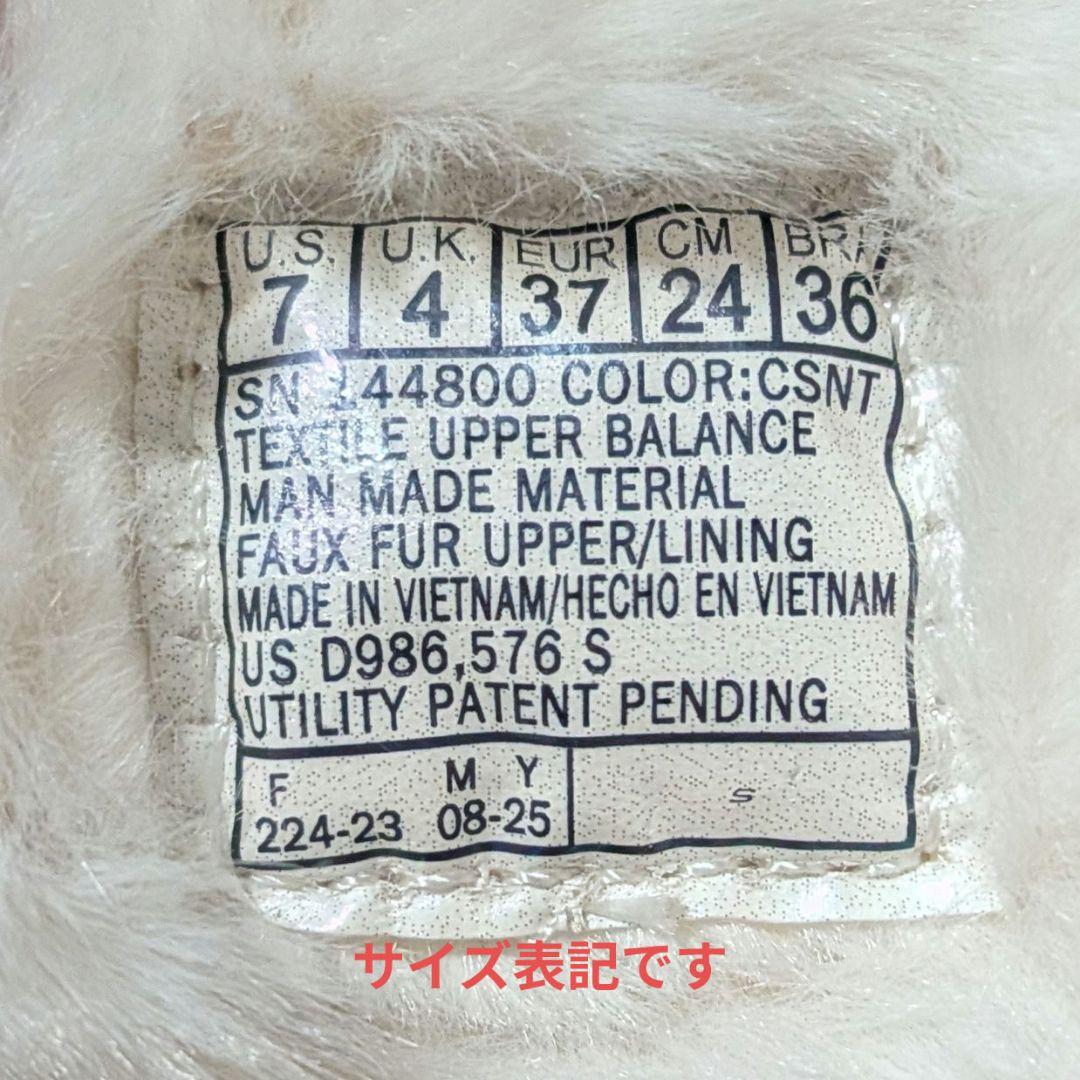 U.S. U.K. EUR CM
7 4 37 24 36
SN 144800 COLOR:CSNT
TEXTILE UPPER BALANCE
MAN MADE MATERIAL
FAUX FUR UPPER/LINING
MADE IN VIETNAM/HECHO EN VIETNAM
US D986,576 S
UTILITY PATENT PENDING
F M Y
224-23 08-25
S
サイズ表記です